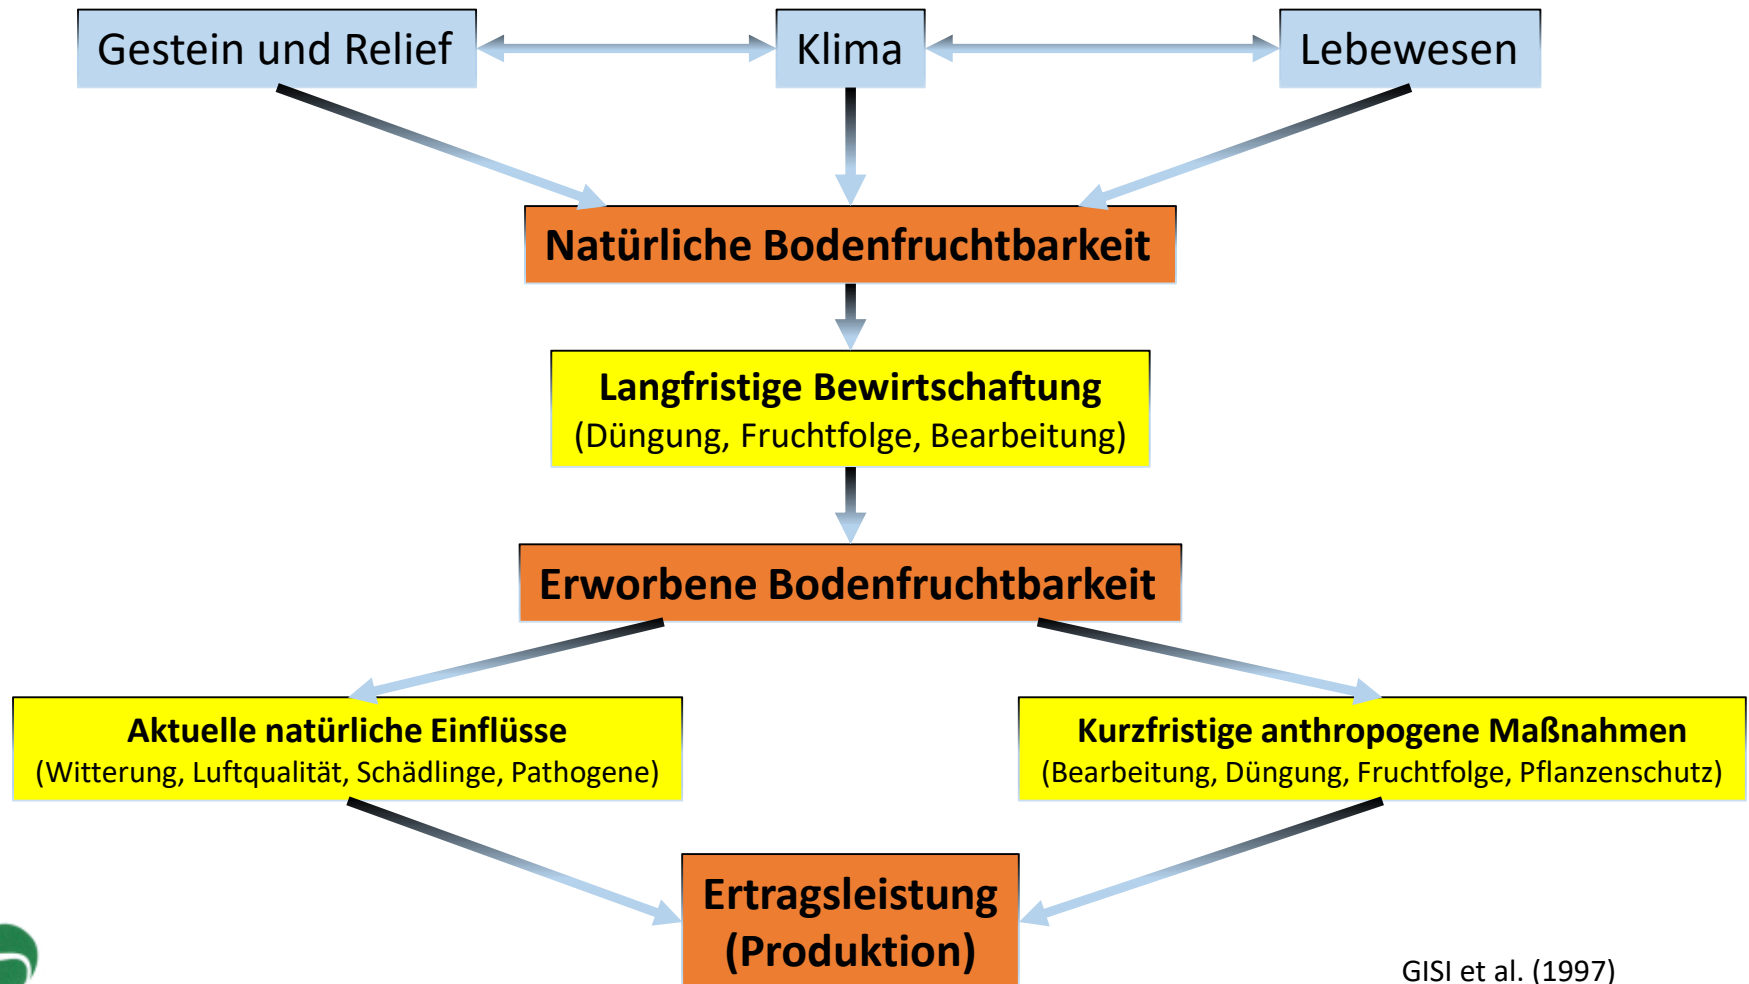 Gestein und Relief
Klima
Lebewesen
Natürliche Bodenfruchtbarkeit
Langfristige Bewirtschaftung
(Düngung, Fruchtfolge, Bearbeitung)
Erworbene Bodenfruchtbarkeit
Aktuelle natürliche Einflüsse
(Witterung, Luftqualität, Schädlinge, Pathogene)
Kurzfristige anthropogene Maßnahmen
(Bearbeitung, Düngung, Fruchtfolge, Pflanzenschutz)
Ertragsleistung
(Produktion)
GISI et al. (1997)